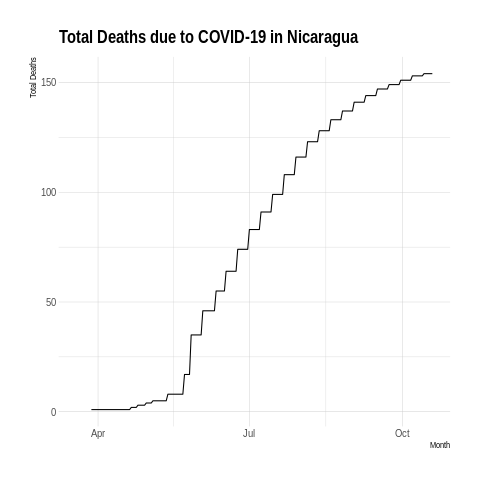 Total Deaths due to COVID-19 in Nicaragua
Total Deaths
150
100
50
0
Apr Jul Oct
Month